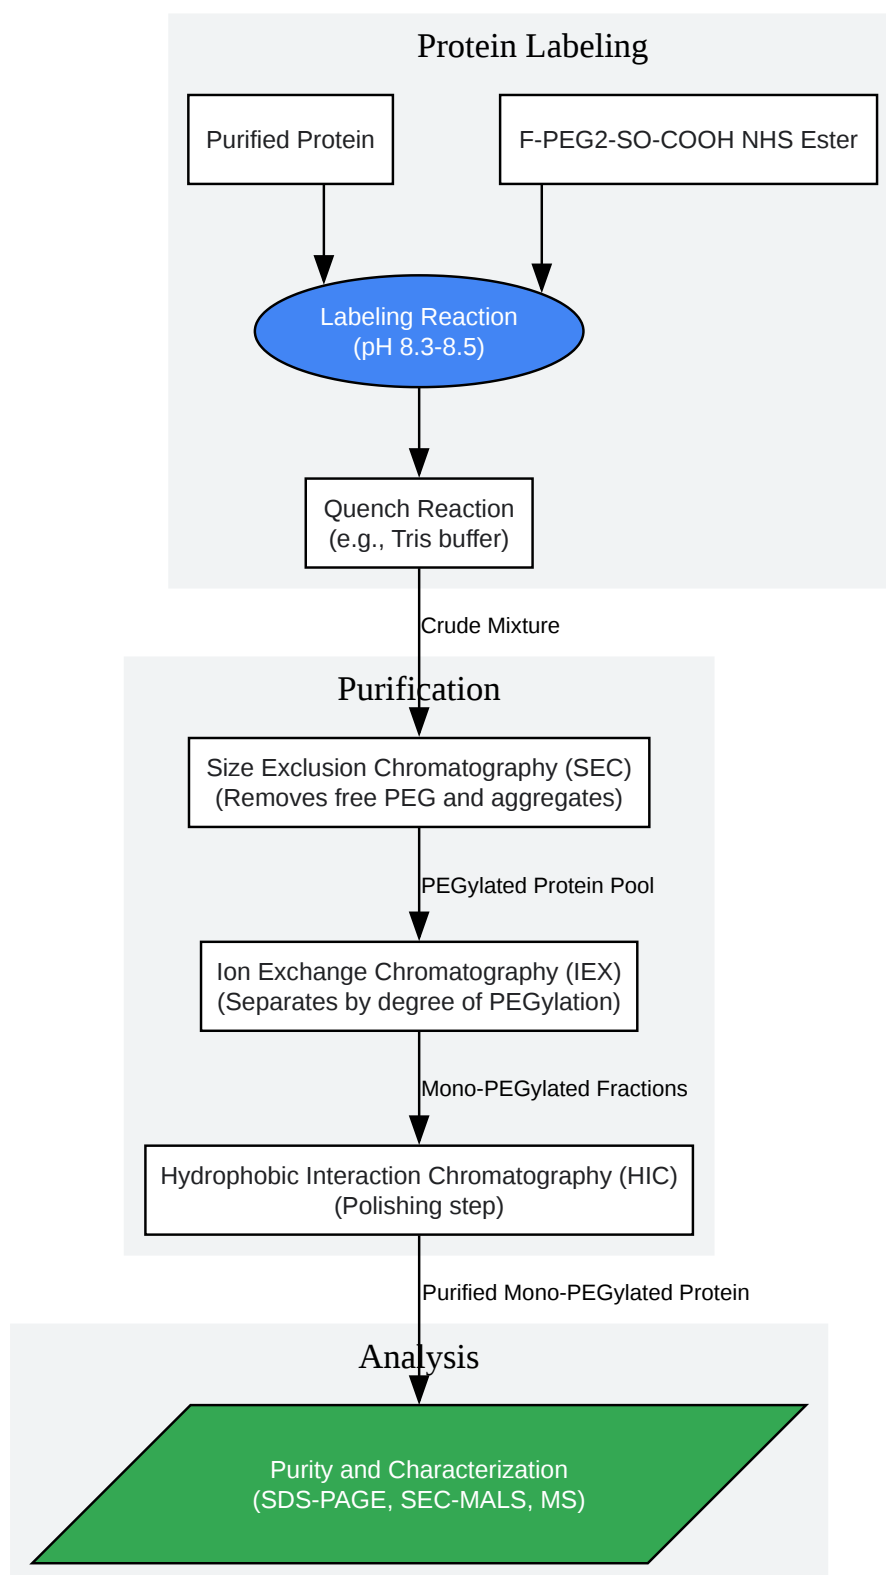 Protein Labeling
Purified Protein
F-PEG2-SO-COOH NHS Ester
Labeling Reaction
(pH 8.3-8.5)
Quench Reaction
(e.g., Tris buffer)
Crude Mixture
Purification
Size Exclusion Chromatography (SEC)
(Removes free PEG and aggregates)
PEGylated Protein Pool
Ion Exchange Chromatography (IEX)
(Separates by degree of PEGylation)
Mono-PEGylated Fractions
Hydrophobic Interaction Chromatography (HIC)
(Polishing step)
Purified Mono-PEGylated Protein
Analysis
Purity and Characterization
(SDS-PAGE, SEC-MALS, MS)